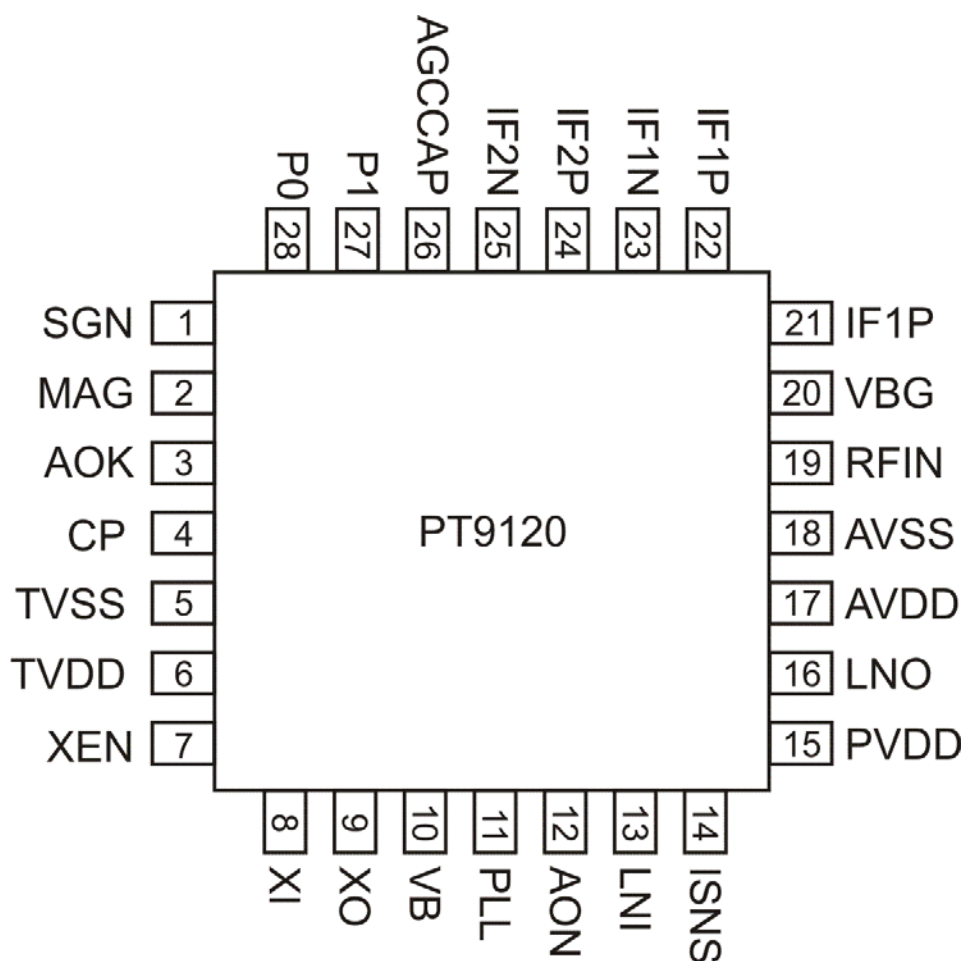 AGCCAP
IF2N
IF2P
IF1N
IF1P
P0
P1
28
27
26
25
24
23
22
SGN 1
MAG 2
AOK 3
CP 4
TVSS 5
TVDD 6
XEN 7
PT9120
21 IF1P
20 VBG
19 RFIN
18 AVSS
17 AVDD
16 LNO
15 PVDD
8
9
10
11
12
13
14
XI
XO
VB
PLL
AON
LNI
ISNS